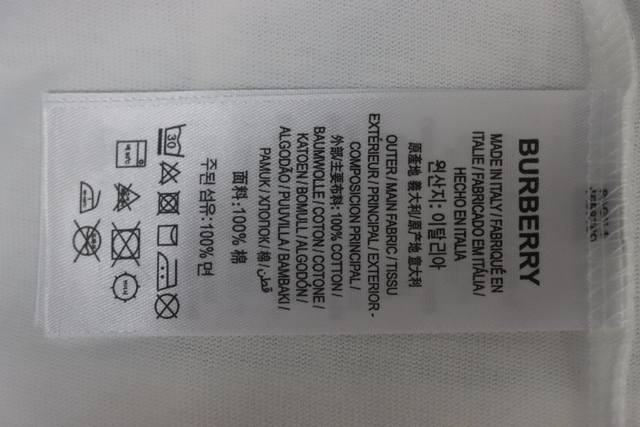 BURBERRY
MADE IN ITALY / FABRIQUÉ EN
ITALIE / FABRICADO EM ITÁLIA /
HECHO EN ITALIA
원산지: 이탈리아
原產地 義大利/原产地 意大利
OUTER / MAIN FABRIC / TISSU
EXTÉRIEUR / PRINCIPAL / EXTERIOR -
COMPOSICION PRINCIPAL /
外部/主要布料: 100% COTTON /
BAUMWOLLE / COTON / COTONE /
KATOEN / BOMULL / ALGODÓN /
ALGODÃO / PUUVILLA / BAMBAKI /
PAMUK / ХЛОПОК / 棉 / قطن
面料: 100% 棉
주된 섬유: 100% 면
30